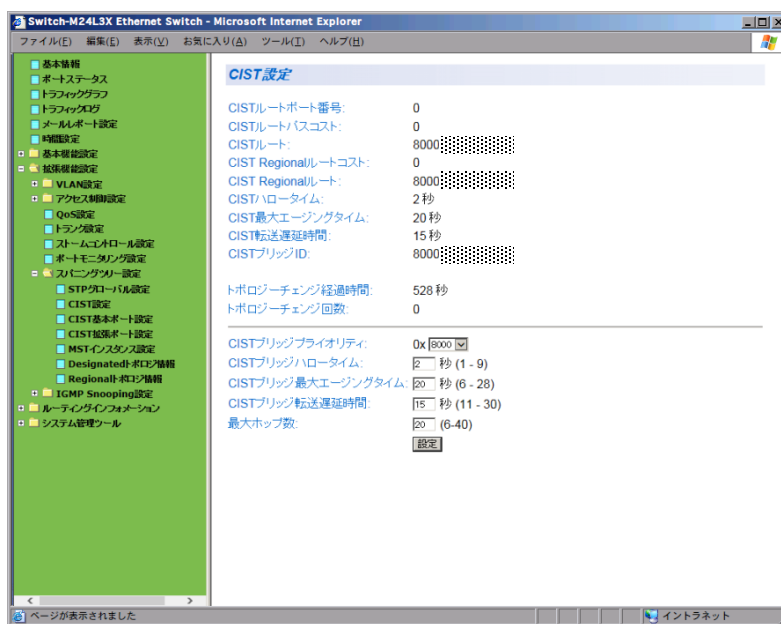 Switch-M24L3X Ethernet Switch - Microsoft Internet Explorer
ファイル(F) 編集(E) 表示(V) お気に入り(A) ツール(T) ヘルプ(H)
基本情報
ポートステータス
トラフィックグラフ
トラフィックログ
メールレポート設定
時間設定
基本機能設定
拡張機能設定
VLAN設定
アクセス制御設定
QoS設定
トランク設定
ストームコントロール設定
ポートモニタリング設定
スパニングツリー設定
STPグローバル設定
CIST設定
CIST基本ポート設定
CIST拡張ポート設定
MSTインスタンス設定
Designatedトポロジ情報
Regionalトポロジ情報
IGMP Snooping設定
ルーティングインフォメーション
システム管理ツール
CIST設定
CISTルートポート番号: 0
CISTルートパスコスト: 0
CISTルート: 8000
CIST Regionalルートコスト: 0
CIST Regionalルート: 8000
CISTハロータイム: 2 秒
CIST最大エージングタイム: 20 秒
CIST転送遅延時間: 15 秒
CISTブリッジID: 8000
トポロジーチェンジ経過時間: 528 秒
トポロジーチェンジ回数: 0
CISTブリッジプライオリティ: 0x 8000
CISTブリッジハロータイム: 2 秒 (1 - 9)
CISTブリッジ最大エージングタイム: 20 秒 (6 - 28)
CISTブリッジ転送遅延時間: 15 秒 (11 - 30)
最大ホップ数: 20 (6-40)
設定
ページが表示されました
イントラネット